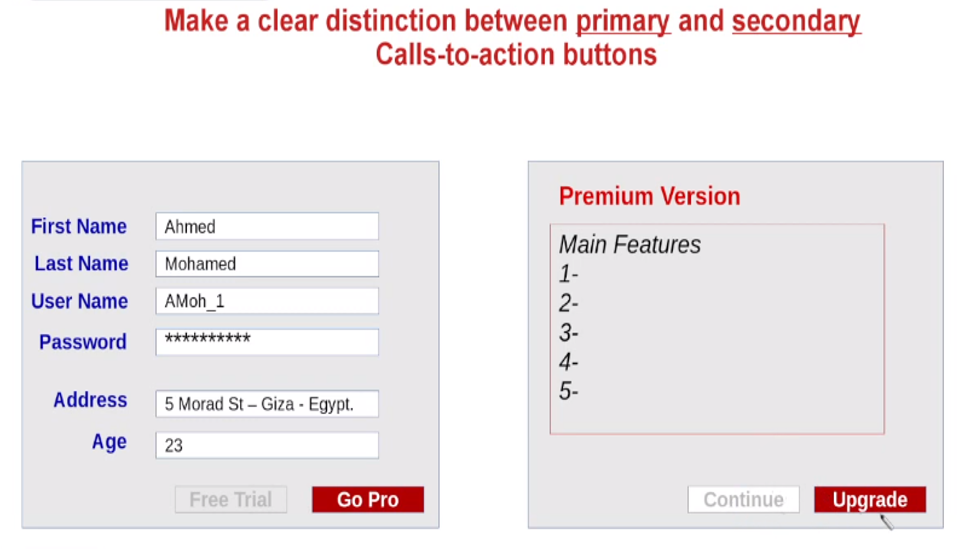 Make a clear distinction between primary and secondary
Calls-to-action buttons
First Name Ahmed
Last Name Mohamed
User Name AMoh_1
Password **********
Address 5 Morad St – Giza - Egypt.
Age 23
Free Trial Go Pro
Premium Version
Main Features
1-
2-
3-
4-
5-
Continue Upgrade